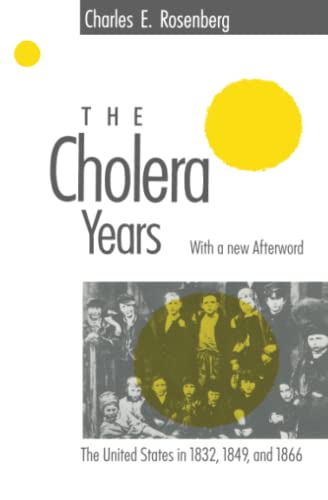 Charles E. Rosenberg
THE
Cholera
Years
With a new Afterword
The United States in 1832, 1849, and 1866